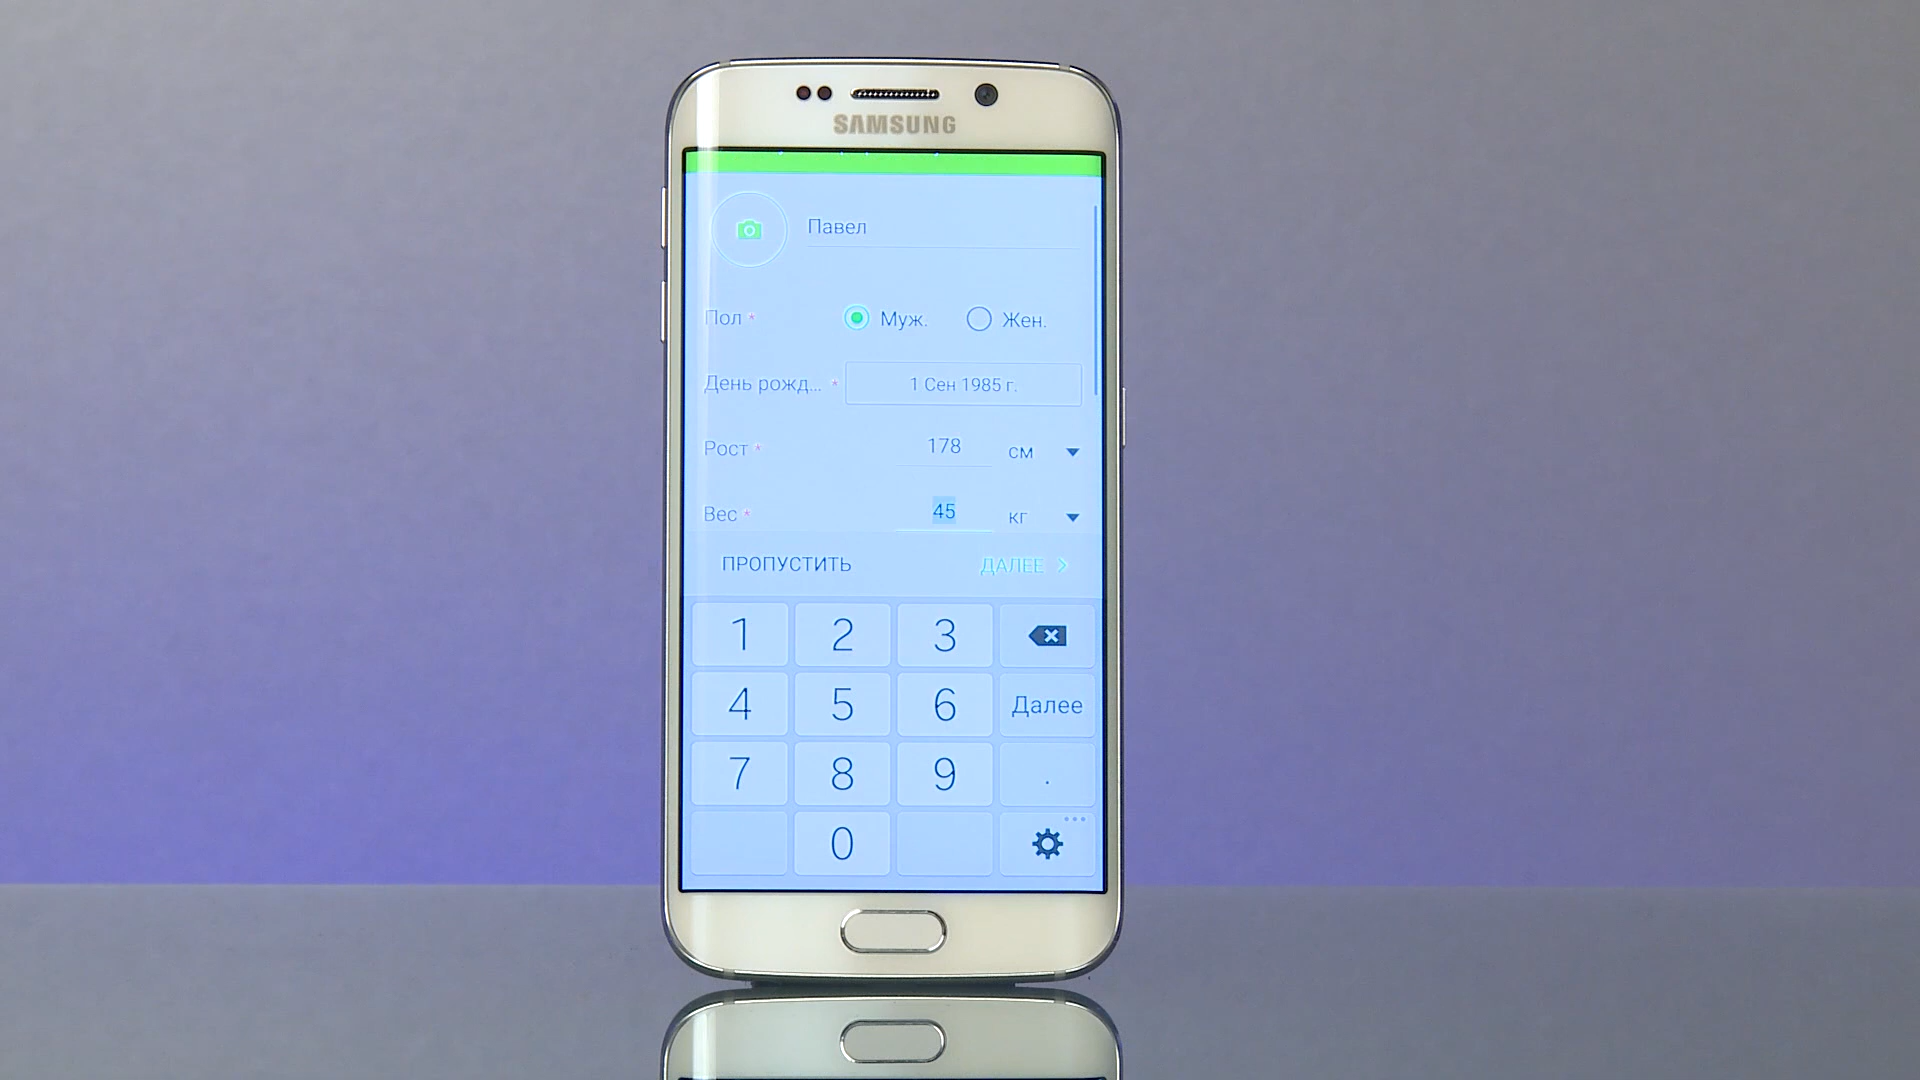 SAMSUNG
Павел
Пол * Муж. Жен.
День рожд... * 1 Сен 1985 г.
Рост * 178 см
Вес * 45 кг
ПРОПУСТИТЬ ДАЛЕЕ >
1 2 3
4 5 6 Далее
7 8 9 .
0